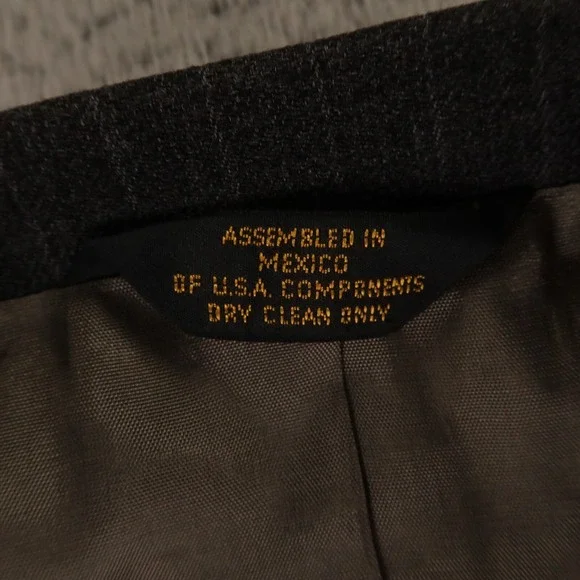 ASSEMBLED IN
MEXICO
OF U.S.A. COMPONENTS
DRY CLEAN ONLY